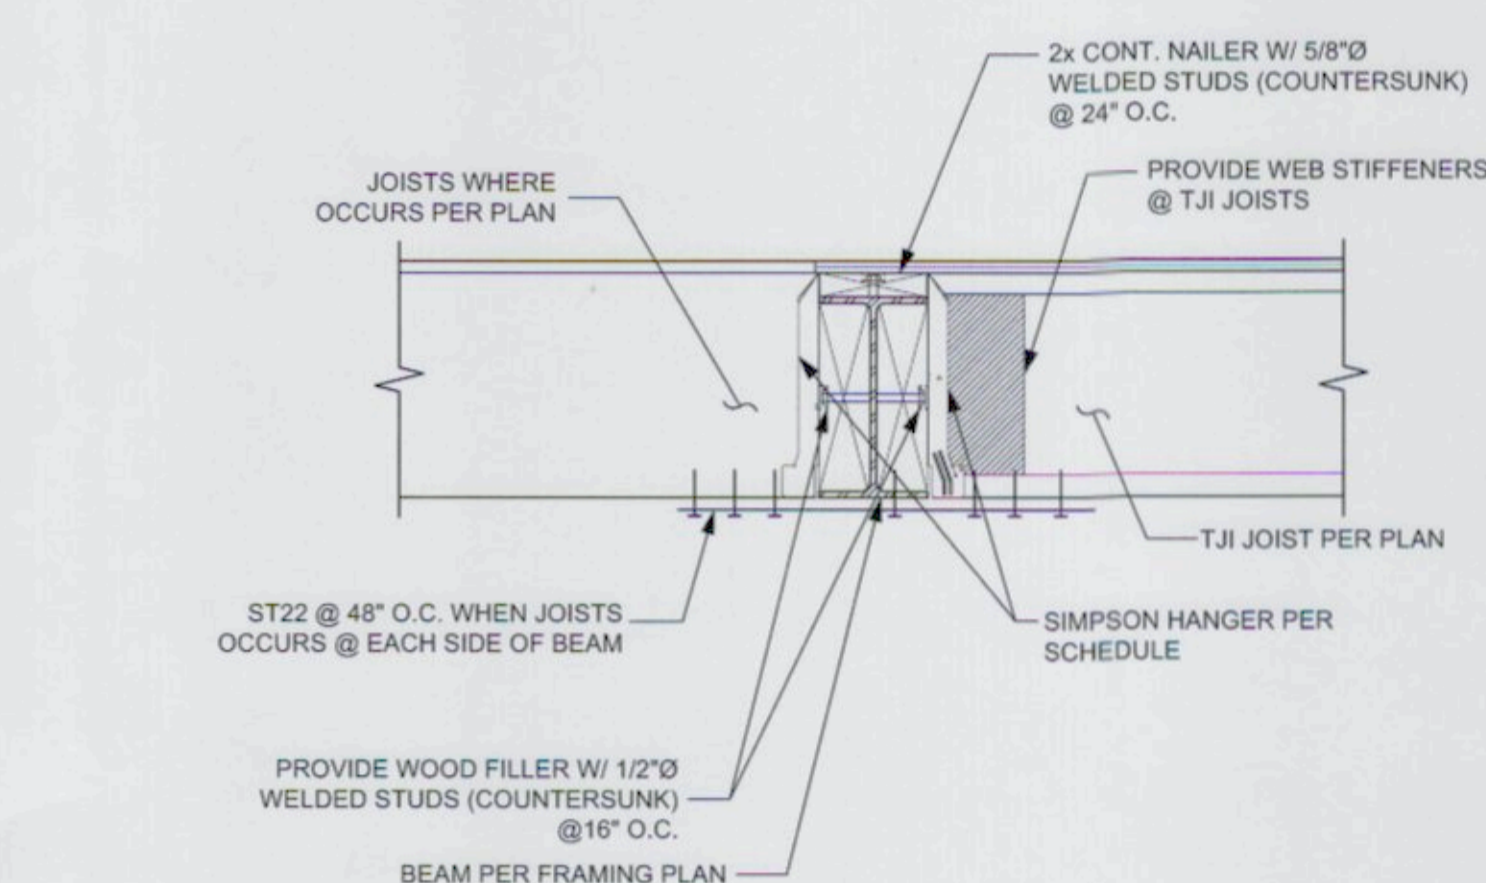 2x CONT. NAILER W/ 5/8"Ø
WELDED STUDS (COUNTERSUNK)
@ 24" O.C.
PROVIDE WEB STIFFENERS
@ TJI JOISTS
JOISTS WHERE
OCCURS PER PLAN
TJI JOIST PER PLAN
ST22 @ 48" O.C. WHEN JOISTS
OCCURS @ EACH SIDE OF BEAM
SIMPSON HANGER PER
SCHEDULE
PROVIDE WOOD FILLER W/ 1/2"Ø
WELDED STUDS (COUNTERSUNK)
@16" O.C.
BEAM PER FRAMING PLAN